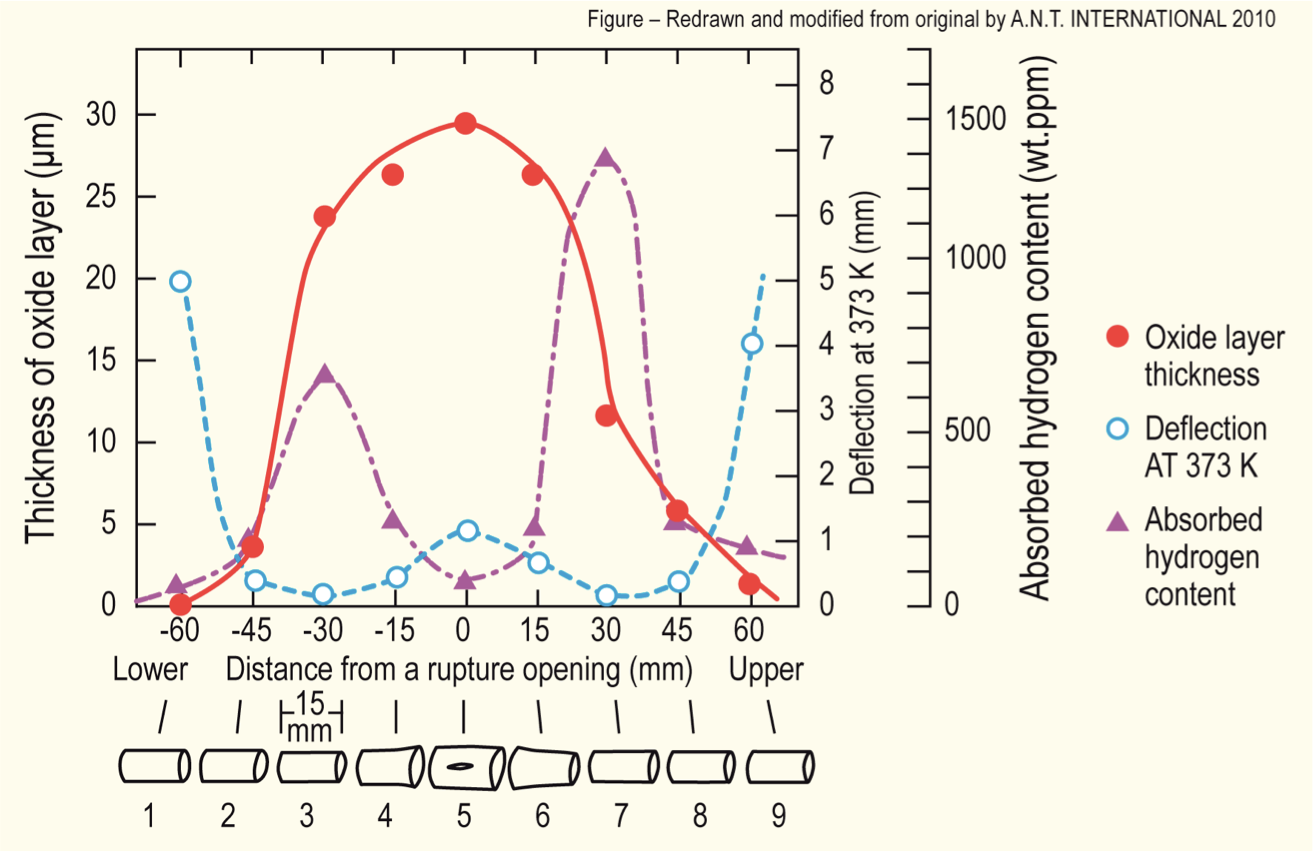 Figure – Redrawn and modified from original by A.N.T. INTERNATIONAL 2010
Thickness of oxide layer (µm)
30
25
20
15
10
5
0
8
7
6
5
4
3
2
1
0
Deflection at 373 K (mm)
1500
1000
500
0
Absorbed hydrogen content (wt.ppm)
Oxide layer
thickness
Deflection
AT 373 K
Absorbed
hydrogen
content
-60 -45 -30 -15 0 15 30 45 60
Lower Distance from a rupture opening (mm) Upper
15
mm
1 2 3 4 5 6 7 8 9